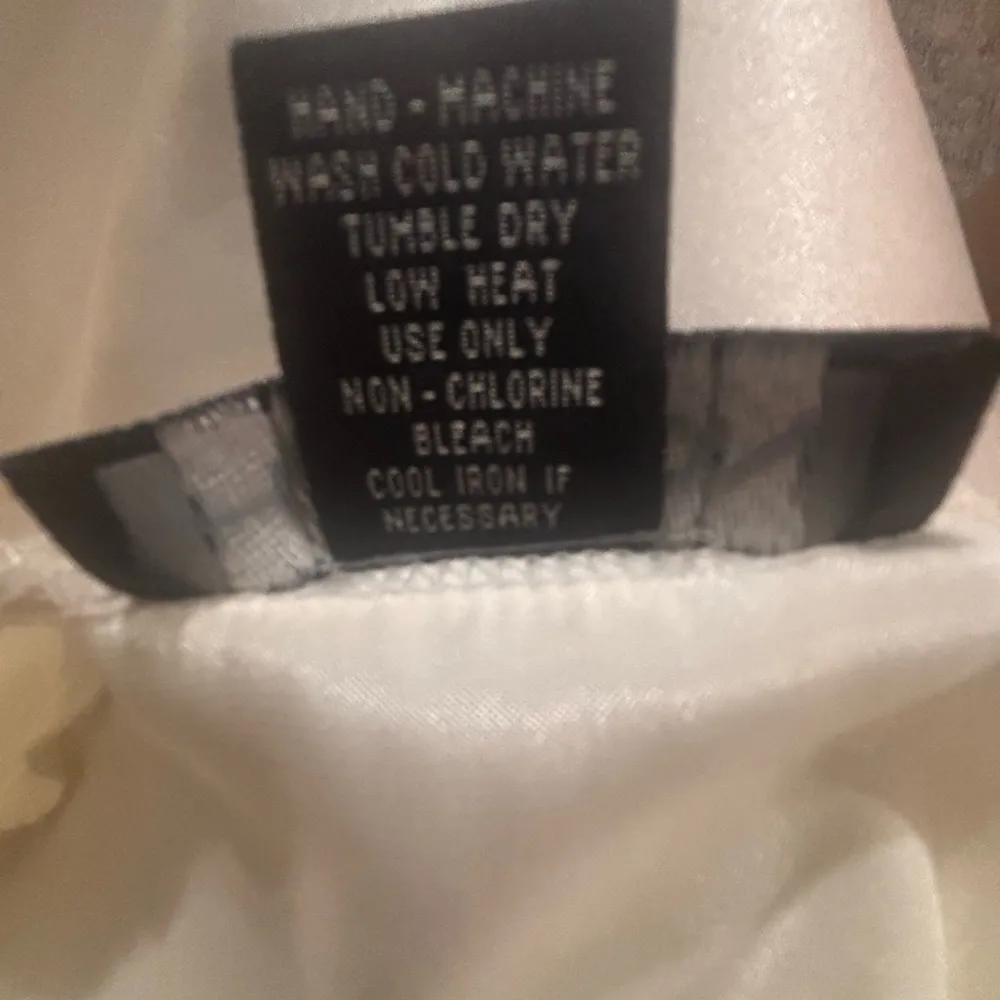 HAND - MACHINE
WASH COLD WATER
TUMBLE DRY
LOW HEAT
USE ONLY
NON - CHLORINE
BLEACH
COOL IRON IF
NECESSARY